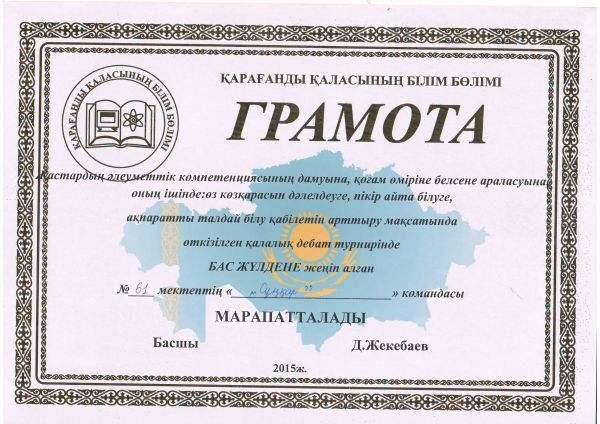 ҚАРАҒАНДЫ ҚАЛАСЫНЫҢ БІЛІМ БӨЛІМІ
ҚАРАҒАНДЫ ҚАЛАСЫНЫҢ БІЛІМ БӨЛІМІ
ГРАМОТА
Жастардың әлеуметтік компетенциясының дамуына, қоғам өміріне белсене араласуына,
оның ішінде:өз көзқарасын дәлелдеуге, пікір айта білуге,
ақпаратты талдай білу қабілетін арттыру мақсатында
өткізілген қалалық дебат турнирінде
БАС ЖҮЛДЕНЕ жеңіп алған
№ 61 мектептің « "Сұңқар" » командасы
МАРАПАТТАЛАДЫ
Басшы Д.Жекебаев
2015ж.